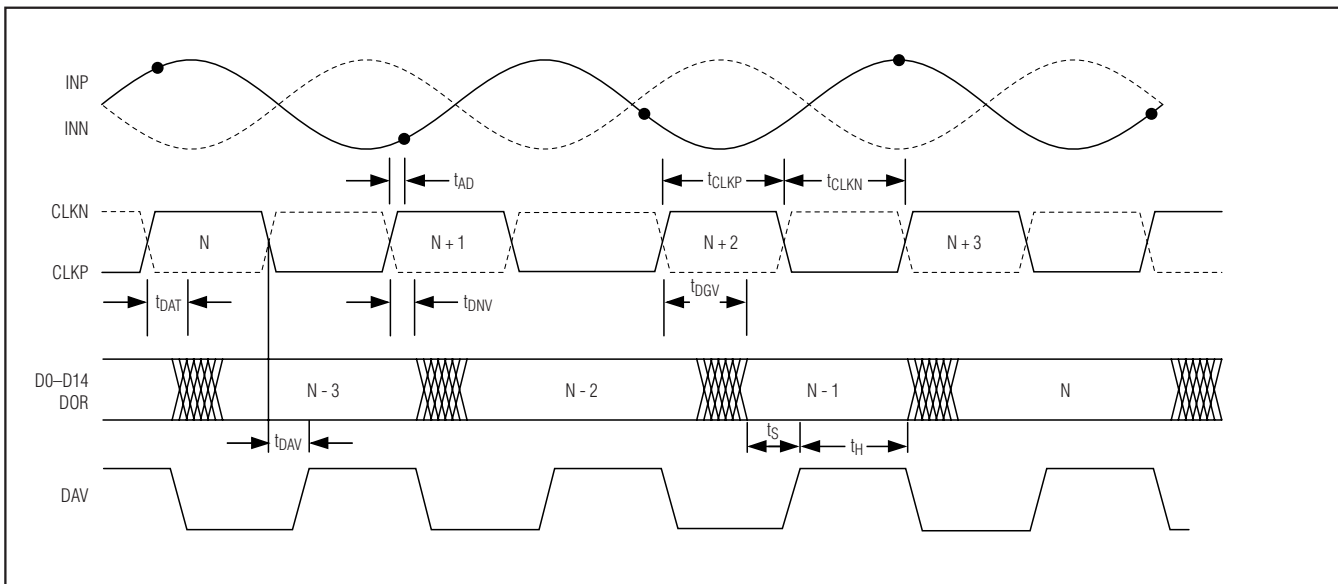 INP
INN
tAD
tCLKP
tCLKN
CLKN
N
N + 1
N + 2
N + 3
CLKP
tDAT
tDNV
tDGV
D0–D14
DOR
N - 3
N - 2
N - 1
N
tDAV
tS
tH
DAV